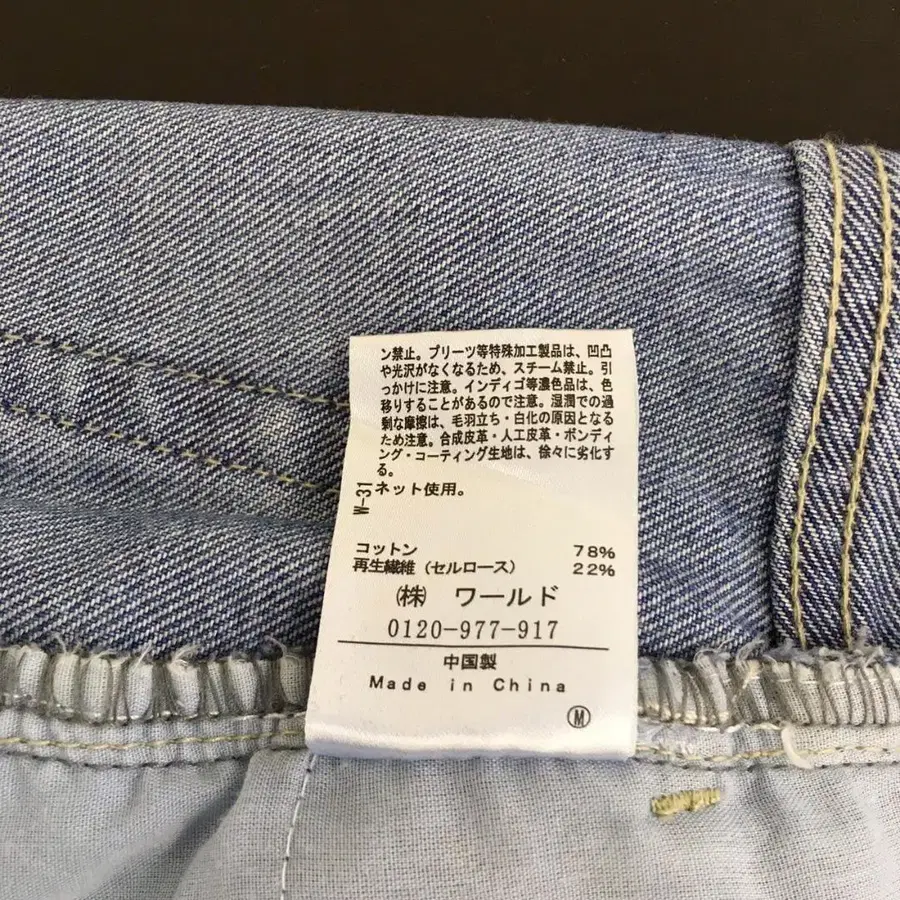 ン禁止。プリーツ等特殊加工製品は、凹凸
や光沢がなくなるため、スチーム禁止。引
っかけに注意。インディゴ等濃色品は、色
移りすることがあるので注意。湿潤での過
剰な摩擦は、毛羽立ち・白化の原因となる
ため注意。合成皮革・人工皮革・ボンディ
ング・コーティング生地は、徐々に劣化す
る。
ネット使用。
W-31
コットン 78%
再生繊維（セルロース） 22%
㈱ ワールド
0120-977-917
中国製
Made in China
Ⓜ